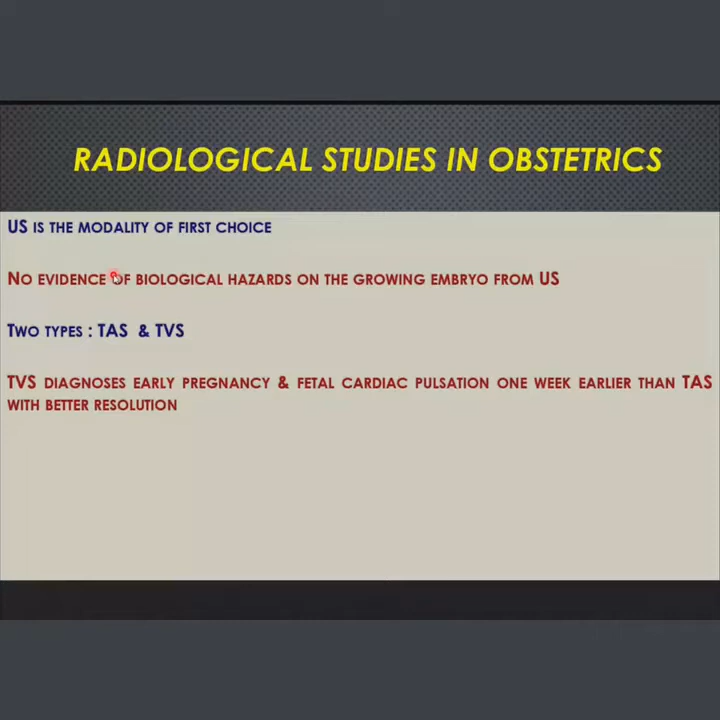 RADIOLOGICAL STUDIES IN OBSTETRICS
US IS THE MODALITY OF FIRST CHOICE
NO EVIDENCE OF BIOLOGICAL HAZARDS ON THE GROWING EMBRYO FROM US
TWO TYPES : TAS & TVS
TVS DIAGNOSES EARLY PREGNANCY & FETAL CARDIAC PULSATION ONE WEEK EARLIER THAN TAS
WITH BETTER RESOLUTION